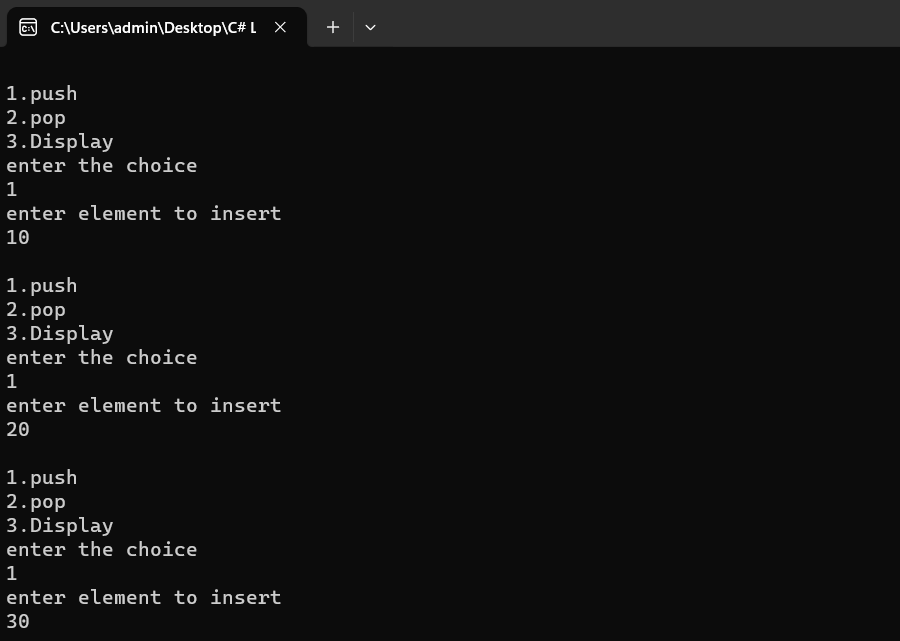 C:\Users\admin\Desktop\C# L
1.push
2.pop
3.Display
enter the choice
1
enter element to insert
10
1.push
2.pop
3.Display
enter the choice
1
enter element to insert
20
1.push
2.pop
3.Display
enter the choice
1
enter element to insert
30